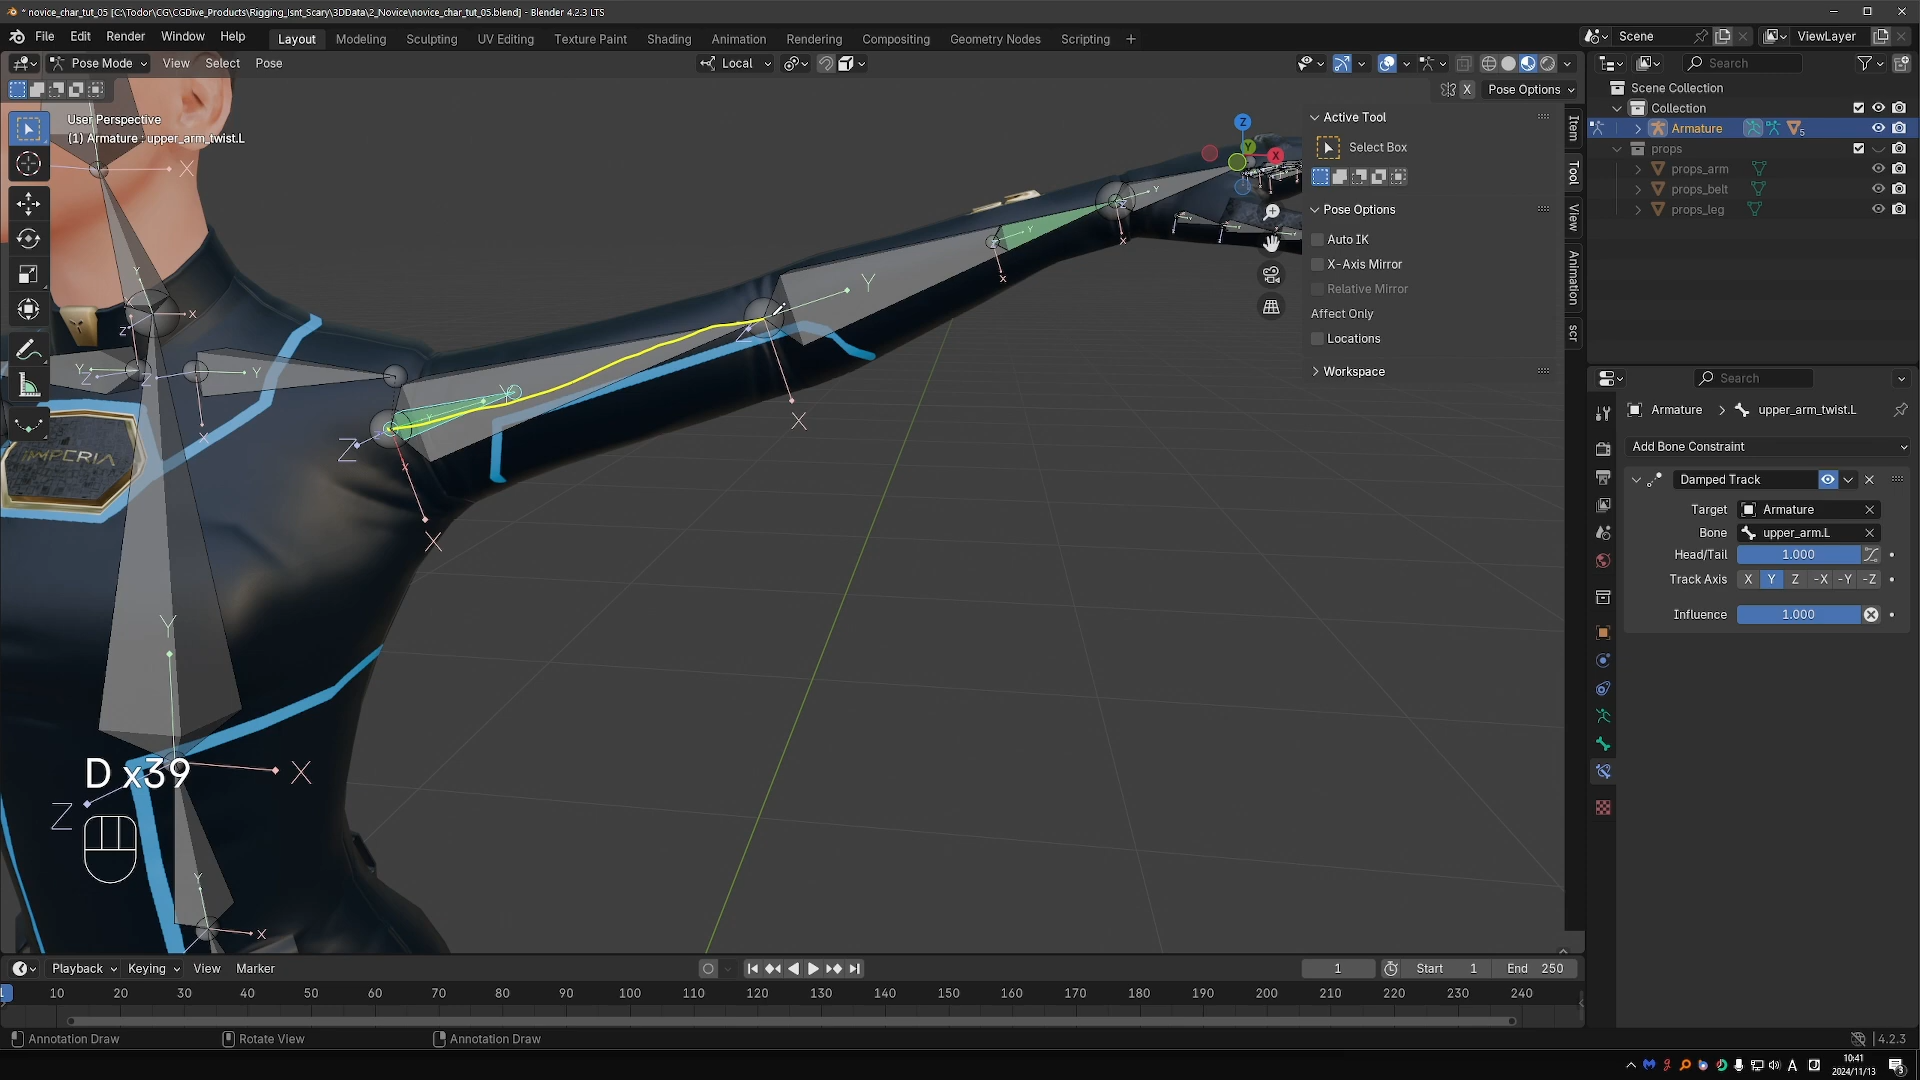 * novice_char_tut_05 [C:\Todor\CG\CGDive_Products\Rigging_Isnt_Scary\3DData\2_Novice\novice_char_tut_05.blend] - Blender 4.2.3 LTS
File Edit Render Window Help Layout Modeling Sculpting UV Editing Texture Paint Shading Animation Rendering Compositing Geometry Nodes Scripting + Scene ViewLayer
Pose Mode View Select Pose Local Search
X Pose Options Scene Collection
User Perspective
(1) Armature : upper_arm_twist.L
Collection
Armature 5
props
props_arm
props_belt
props_leg
Active Tool
Select Box
Pose Options
Auto IK
X-Axis Mirror
Relative Mirror
Affect Only
Locations
Workspace
Item
Tool
View
Animation
scr
Z
Y
X
IMPERIA
Search
Armature upper_arm_twist.L
Add Bone Constraint
Damped Track
Target Armature
Bone upper_arm.L
Head/Tail 1.000
Track Axis X Y Z -X -Y -Z
Influence 1.000
X
Y
X
Y
Z
Y
Z
Z
Y
X
Y
X
Z
Y
X
Z
X
Y
X
Y
X
Y
X
Z
Y
X
D x39
Playback Keying View Marker 1 Start 1 End 250
1 10 20 30 40 50 60 70 80 90 100 110 120 130 140 150 160 170 180 190 200 210 220 230 240
Annotation Draw Rotate View Annotation Draw 4.2.3
A 10:41
2024/11/13 3